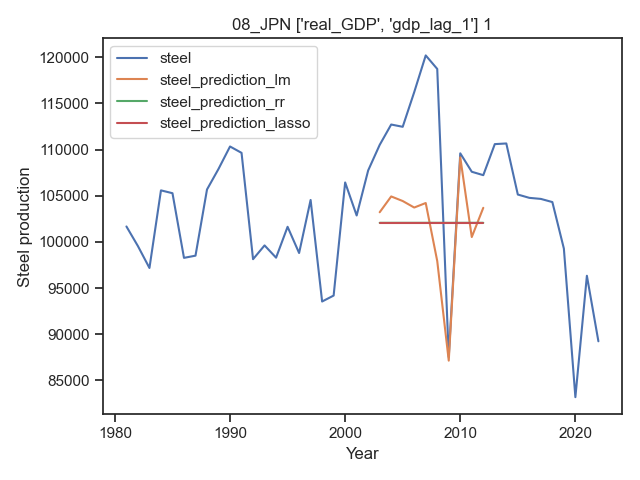 08_JPN ['real_GDP', 'gdp_lag_1'] 1
steel
steel_prediction_lm
steel_prediction_rr
steel_prediction_lasso
Steel production
120000
115000
110000
105000
100000
95000
90000
85000
1980
1990
2000
2010
2020
Year